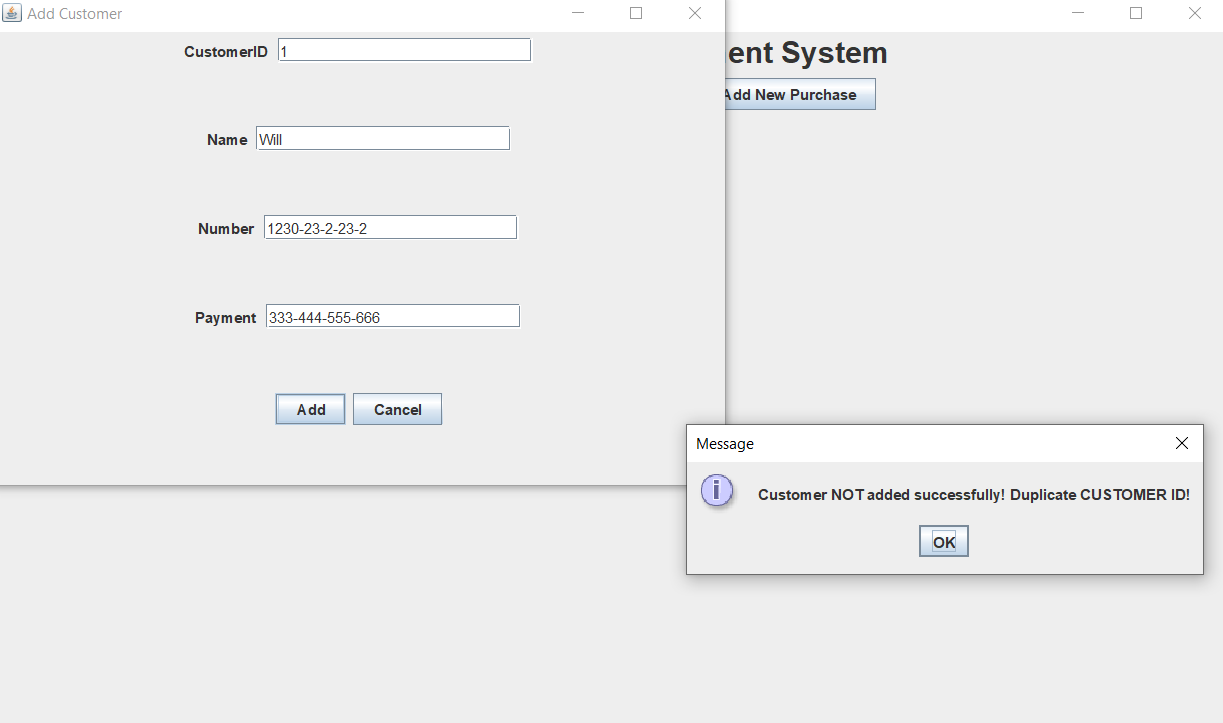 Add Customer
ent System
CustomerID 1
Add New Purchase
Name Will
Number 1230-23-2-23-2
Payment 333-444-555-666
Add Cancel
Message
Customer NOT added successfully! Duplicate CUSTOMER ID!
OK